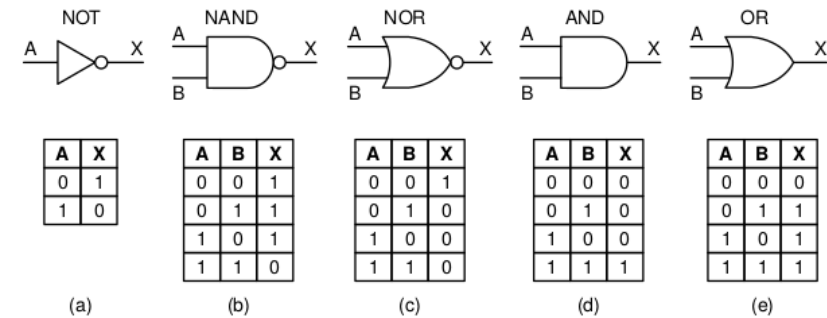 NOT NAND NOR AND OR
A X A B X A B X A B X A B X
A X A B X A B X A B X A B X
0 1 0 0 1 0 0 1 0 0 0 0 0 0
1 0 0 1 1 0 1 0 0 1 0 0 1 1
1 0 1 1 0 0 1 0 0 1 0 1
1 1 0 1 1 0 1 1 1 1 1 1
(a) (b) (c) (d) (e)